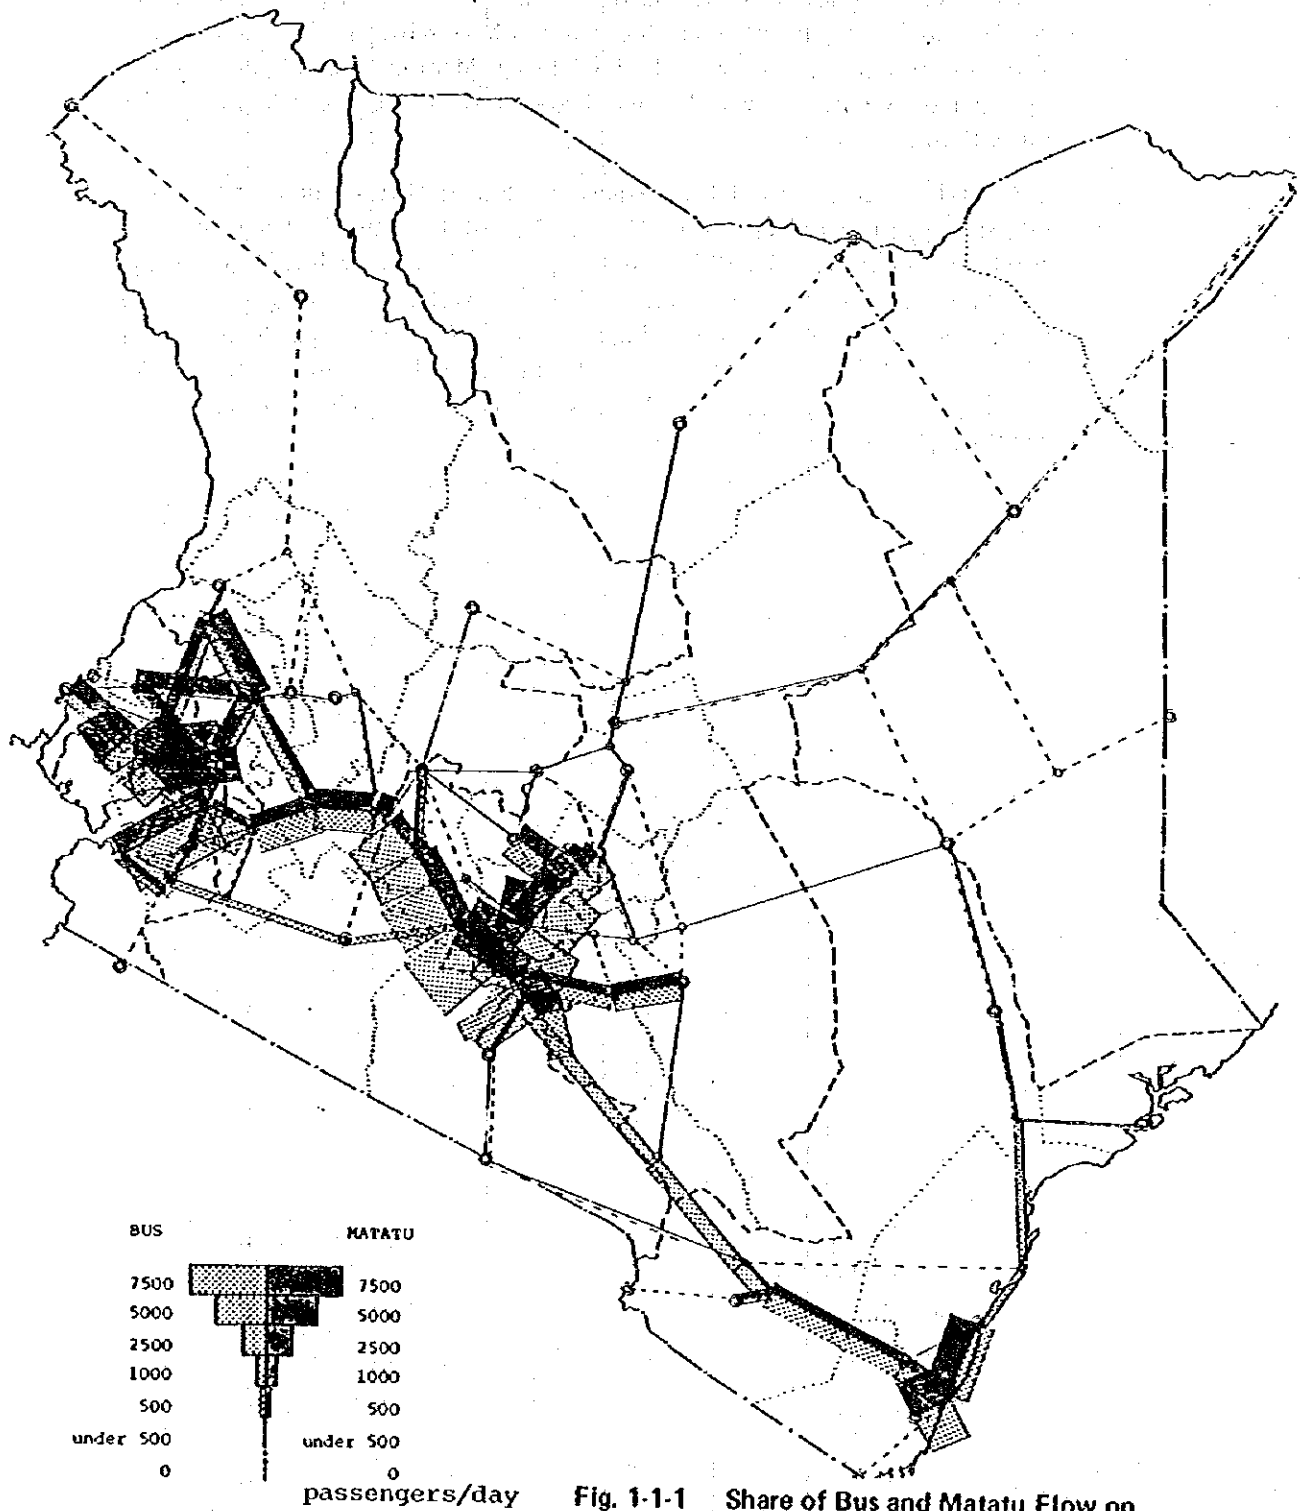 BUS MATATU
7500 7500
5000 5000
2500 2500
1000 1000
500 500
under 500 under 500
0 0
passengers/day
Fig. 1-1-1 Share of Bus and Matatu Flow on